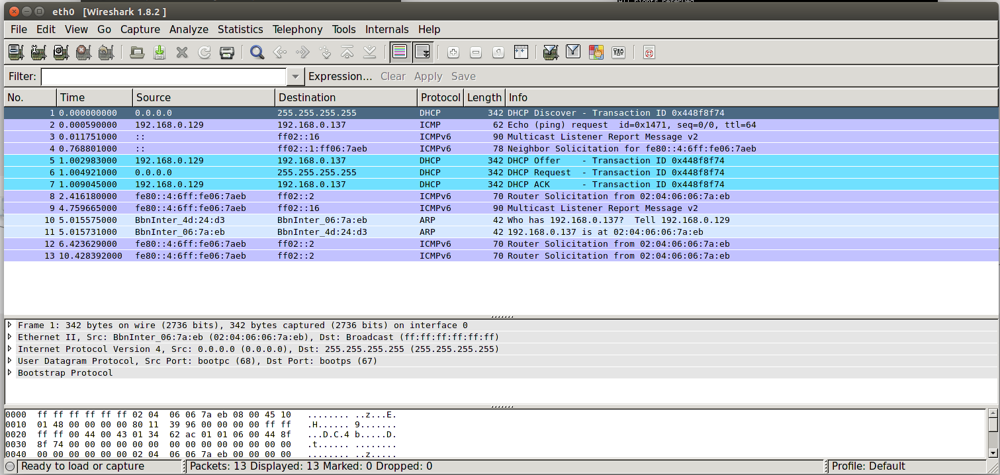 All rights reserved
eth0   [Wireshark 1.8.2 ]
File Edit View Go Capture Analyze Statistics Telephony Tools Internals Help
Filter: Expression... Clear Apply Save
No. Time Source Destination Protocol Length Info
1 0.000000000 0.0.0.0 255.255.255.255 DHCP 342 DHCP Discover - Transaction ID 0x448f8f74
2 0.000590000 192.168.0.129 192.168.0.137 ICMP 62 Echo (ping) request  id=0x1471, seq=0/0, ttl=64
3 0.011751000 :: ff02::16 ICMPv6 90 Multicast Listener Report Message v2
4 0.768801000 :: ff02::1:ff06:7aeb ICMPv6 78 Neighbor Solicitation for fe80::4:6ff:fe06:7aeb
5 1.002983000 192.168.0.129 192.168.0.137 DHCP 342 DHCP Offer    - Transaction ID 0x448f8f74
6 1.004921000 0.0.0.0 255.255.255.255 DHCP 342 DHCP Request  - Transaction ID 0x448f8f74
7 1.009045000 192.168.0.129 192.168.0.137 DHCP 342 DHCP ACK      - Transaction ID 0x448f8f74
8 2.416180000 fe80::4:6ff:fe06:7aeb ff02::2 ICMPv6 70 Router Solicitation from 02:04:06:06:7a:eb
9 4.759665000 fe80::4:6ff:fe06:7aeb ff02::16 ICMPv6 90 Multicast Listener Report Message v2
10 5.015575000 BbnInter_4d:24:d3 BbnInter_06:7a:eb ARP 42 Who has 192.168.0.137?  Tell 192.168.0.129
11 5.015731000 BbnInter_06:7a:eb BbnInter_4d:24:d3 ARP 42 192.168.0.137 is at 02:04:06:06:7a:eb
12 6.423629000 fe80::4:6ff:fe06:7aeb ff02::2 ICMPv6 70 Router Solicitation from 02:04:06:06:7a:eb
13 10.428392000 fe80::4:6ff:fe06:7aeb ff02::2 ICMPv6 70 Router Solicitation from 02:04:06:06:7a:eb
Frame 1: 342 bytes on wire (2736 bits), 342 bytes captured (2736 bits) on interface 0
Ethernet II, Src: BbnInter_06:7a:eb (02:04:06:06:7a:eb), Dst: Broadcast (ff:ff:ff:ff:ff:ff)
Internet Protocol Version 4, Src: 0.0.0.0 (0.0.0.0), Dst: 255.255.255.255 (255.255.255.255)
User Datagram Protocol, Src Port: bootpc (68), Dst Port: bootps (67)
Bootstrap Protocol
0000  ff ff ff ff ff ff 02 04  06 06 7a eb 08 00 45 10   ........ ..z...E.
0010  01 48 00 00 00 00 80 11  39 96 00 00 00 00 ff ff   .H...... 9.......
0020  ff ff 00 44 00 43 01 34  62 ac 01 01 06 00 44 8f   ...D.C.4 b.....D.
0030  8f 74 00 00 00 00 00 00  00 00 00 00 00 00 00 00   .t...... ........
0040  00 00 00 00 00 00 02 04  06 06 7a eb 00 00 00 00   ........ ..z.....
Ready to load or capture Packets: 13 Displayed: 13 Marked: 0 Dropped: 0 Profile: Default